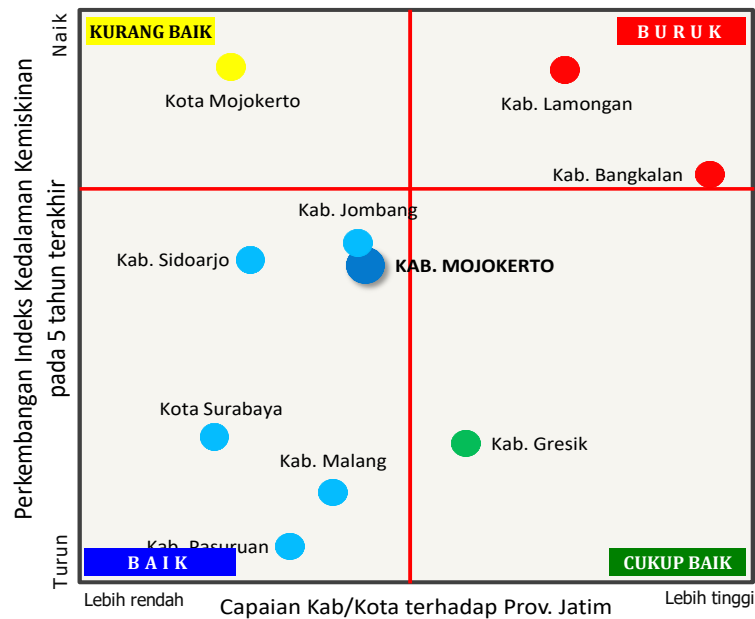 Naik
KURANG BAIK
B U R U K
Kota Mojokerto
Kab. Lamongan
Kab. Bangkalan
Perkembangan Indeks Kedalaman Kemiskinan
pada 5 tahun terakhir
Kab. Jombang
Kab. Sidoarjo
KAB. MOJOKERTO
Kota Surabaya
Kab. Gresik
Kab. Malang
Kab. Pasuruan
Turun
B A I K
CUKUP BAIK
Lebih rendah
Capaian Kab/Kota terhadap Prov. Jatim
Lebih tinggi